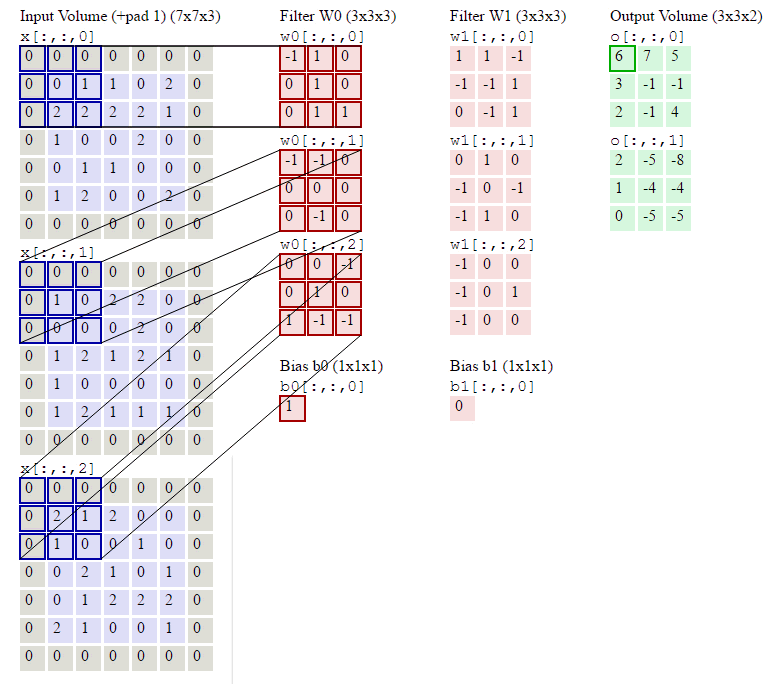 Input Volume (+pad 1) (7x7x3)
x[:,:,0]
0 0 0 0 0 0 0
0 0 1 1 0 2 0
0 2 2 2 2 1 0
0 1 0 0 2 0 0
0 0 1 1 0 0 0
0 1 2 0 0 2 0
0 0 0 0 0 0 0
x[:,:,1]
0 0 0 0 0 0 0
0 1 0 2 2 0 0
0 0 0 0 2 0 0
0 1 2 1 2 1 0
0 1 0 0 0 0 0
0 1 2 1 1 1 0
0 0 0 0 0 0 0
x[:,:,2]
0 0 0 0 0 0 0
0 2 1 2 0 0 0
0 1 0 0 1 0 0
0 0 2 1 0 1 0
0 0 1 2 2 2 0
0 2 1 0 0 1 0
0 0 0 0 0 0 0
Filter W0 (3x3x3)
w0[:,:,0]
-1 1 0
0 1 0
0 1 1
w0[:,:,1]
-1 -1 0
0 0 0
0 -1 0
w0[:,:,2]
0 0 -1
0 1 0
1 -1 -1
Bias b0 (1x1x1)
b0[:,:,0]
1
Filter W1 (3x3x3)
w1[:,:,0]
1 1 -1
-1 -1 1
0 -1 1
w1[:,:,1]
0 1 0
-1 0 -1
-1 1 0
w1[:,:,2]
-1 0 0
-1 0 1
-1 0 0
Bias b1 (1x1x1)
b1[:,:,0]
0
Output Volume (3x3x2)
o[:,:,0]
6 7 5
3 -1 -1
2 -1 4
o[:,:,1]
2 -5 -8
1 -4 -4
0 -5 -5